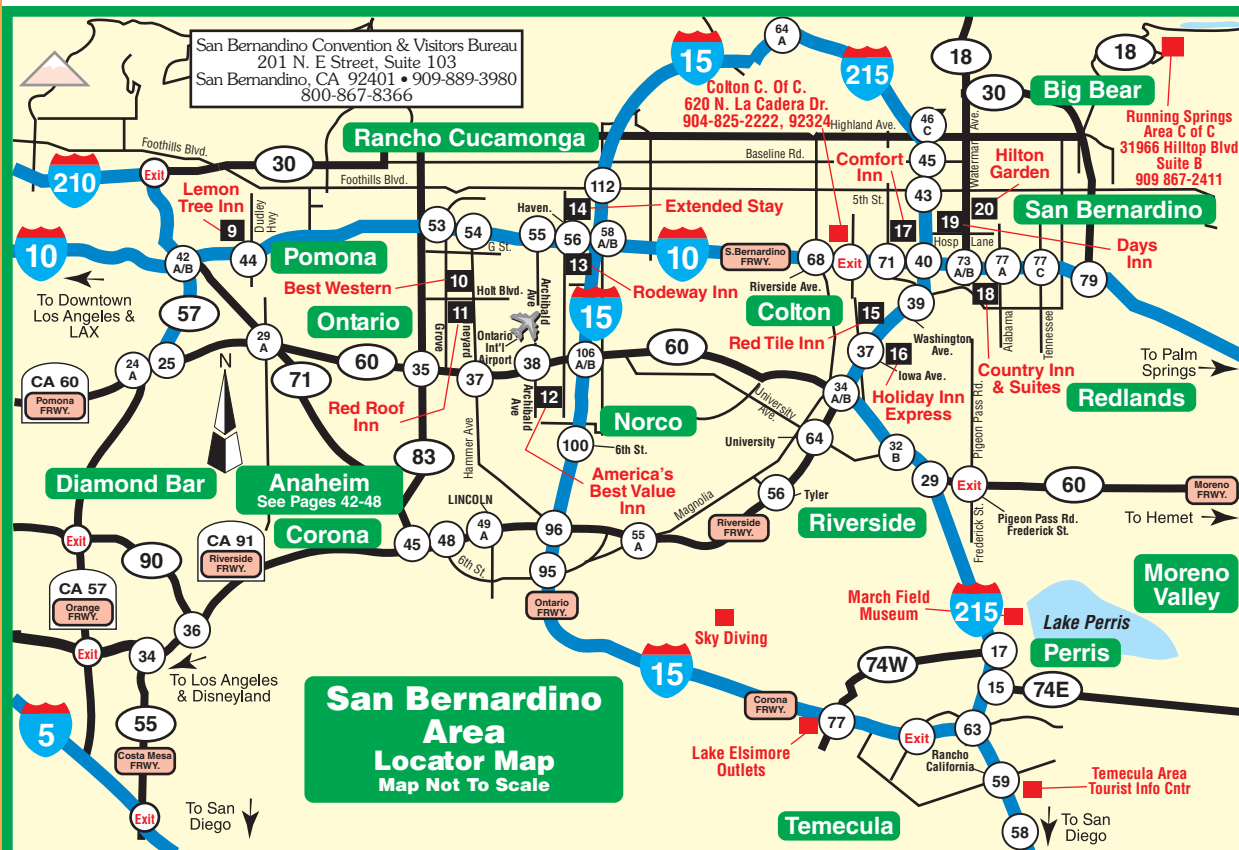 San Bernandino Convention & Visitors Bureau
201 N. E Street, Suite 103
San Bernardino, CA 92401 • 909-889-3980
800-867-8366
15
64
A
215
18
18
30
Big Bear
Colton C. Of C.
620 N. La Cadera Dr.
904-825-2222, 92324
Running Springs
Area C of C
31966 Hilltop Blvd
Suite B
909 867-2411
Rancho Cucamonga
Highland Ave.
46
C
Waterman Ave.
Foothills Blvd.
30
Baseline Rd.
45
Exit
210
Foothills Blvd.
Comfort
Inn
Hilton
Garden
112
43
Lemon
Tree Inn
9
Dudley
Hwy
Haven.
14
Extended Stay
5th St.
17
19
20
San Bernardino
53
54
55
56
58
A/B
G St.
10
42
A/B
44
Pomona
10
S.Bernardino
FRWY.
68
Exit
71
40
Hosp
Lane
73
A/B
77
A
77
C
79
Days
Inn
To Downtown
Los Angeles &
LAX
Best Western
10
Holt Blvd.
13
Rodeway Inn
Riverside Ave.
57
Ontario
11
Archibald
Ave
15
Colton
15
39
18
Alabama
Tennessee
29
A
Grove
neyard
Ontario
Int'l
Airport
Red Tile Inn
Washington
Ave.
24
A
25
N
60
35
37
38
106
A/B
60
37
16
Iowa Ave.
Country Inn
& Suites
To Palm
Springs
CA 60
Pomona
FRWY.
71
Red Roof
Inn
12
Archibald
Ave
Norco
University
Ave.
34
A/B
Holiday Inn
Express
Redlands
83
Hammer Ave
100
6th St.
University
64
32
B
Pigeon Pass Rd.
Diamond Bar
Anaheim
See Pages 42-48
America's
Best Value
Inn
29
Exit
60
Moreno
FRWY.
LINCOLN
Magnolia
56
Tyler
Riverside
Pigeon Pass Rd.
Frederick St.
Frederick St.
To Hemet
Exit
CA 91
Riverside
FRWY.
Corona
45
48
49
A
96
55
A
Riverside
FRWY.
90
6th St.
95
CA 57
Orange
FRWY.
Ontario
FRWY.
March Field
Museum
215
Moreno
Valley
36
Sky Diving
Lake Perris
Exit
34
17
Perris
To Los Angeles
& Disneyland
15
74W
15
74E
San Bernardino
Area
Locator Map
Map Not To Scale
5
55
Corona
FRWY.
77
Exit
63
Costa Mesa
FRWY.
Lake Elsimore
Outlets
Rancho
California
59
Temecula Area
Tourist Info Cntr
Exit
To San
Diego
Temecula
58
To San
Diego